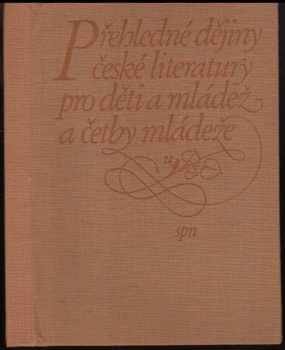 Přehledné dějiny
české literatury
pro děti a mládež
a četby mládeže
spn